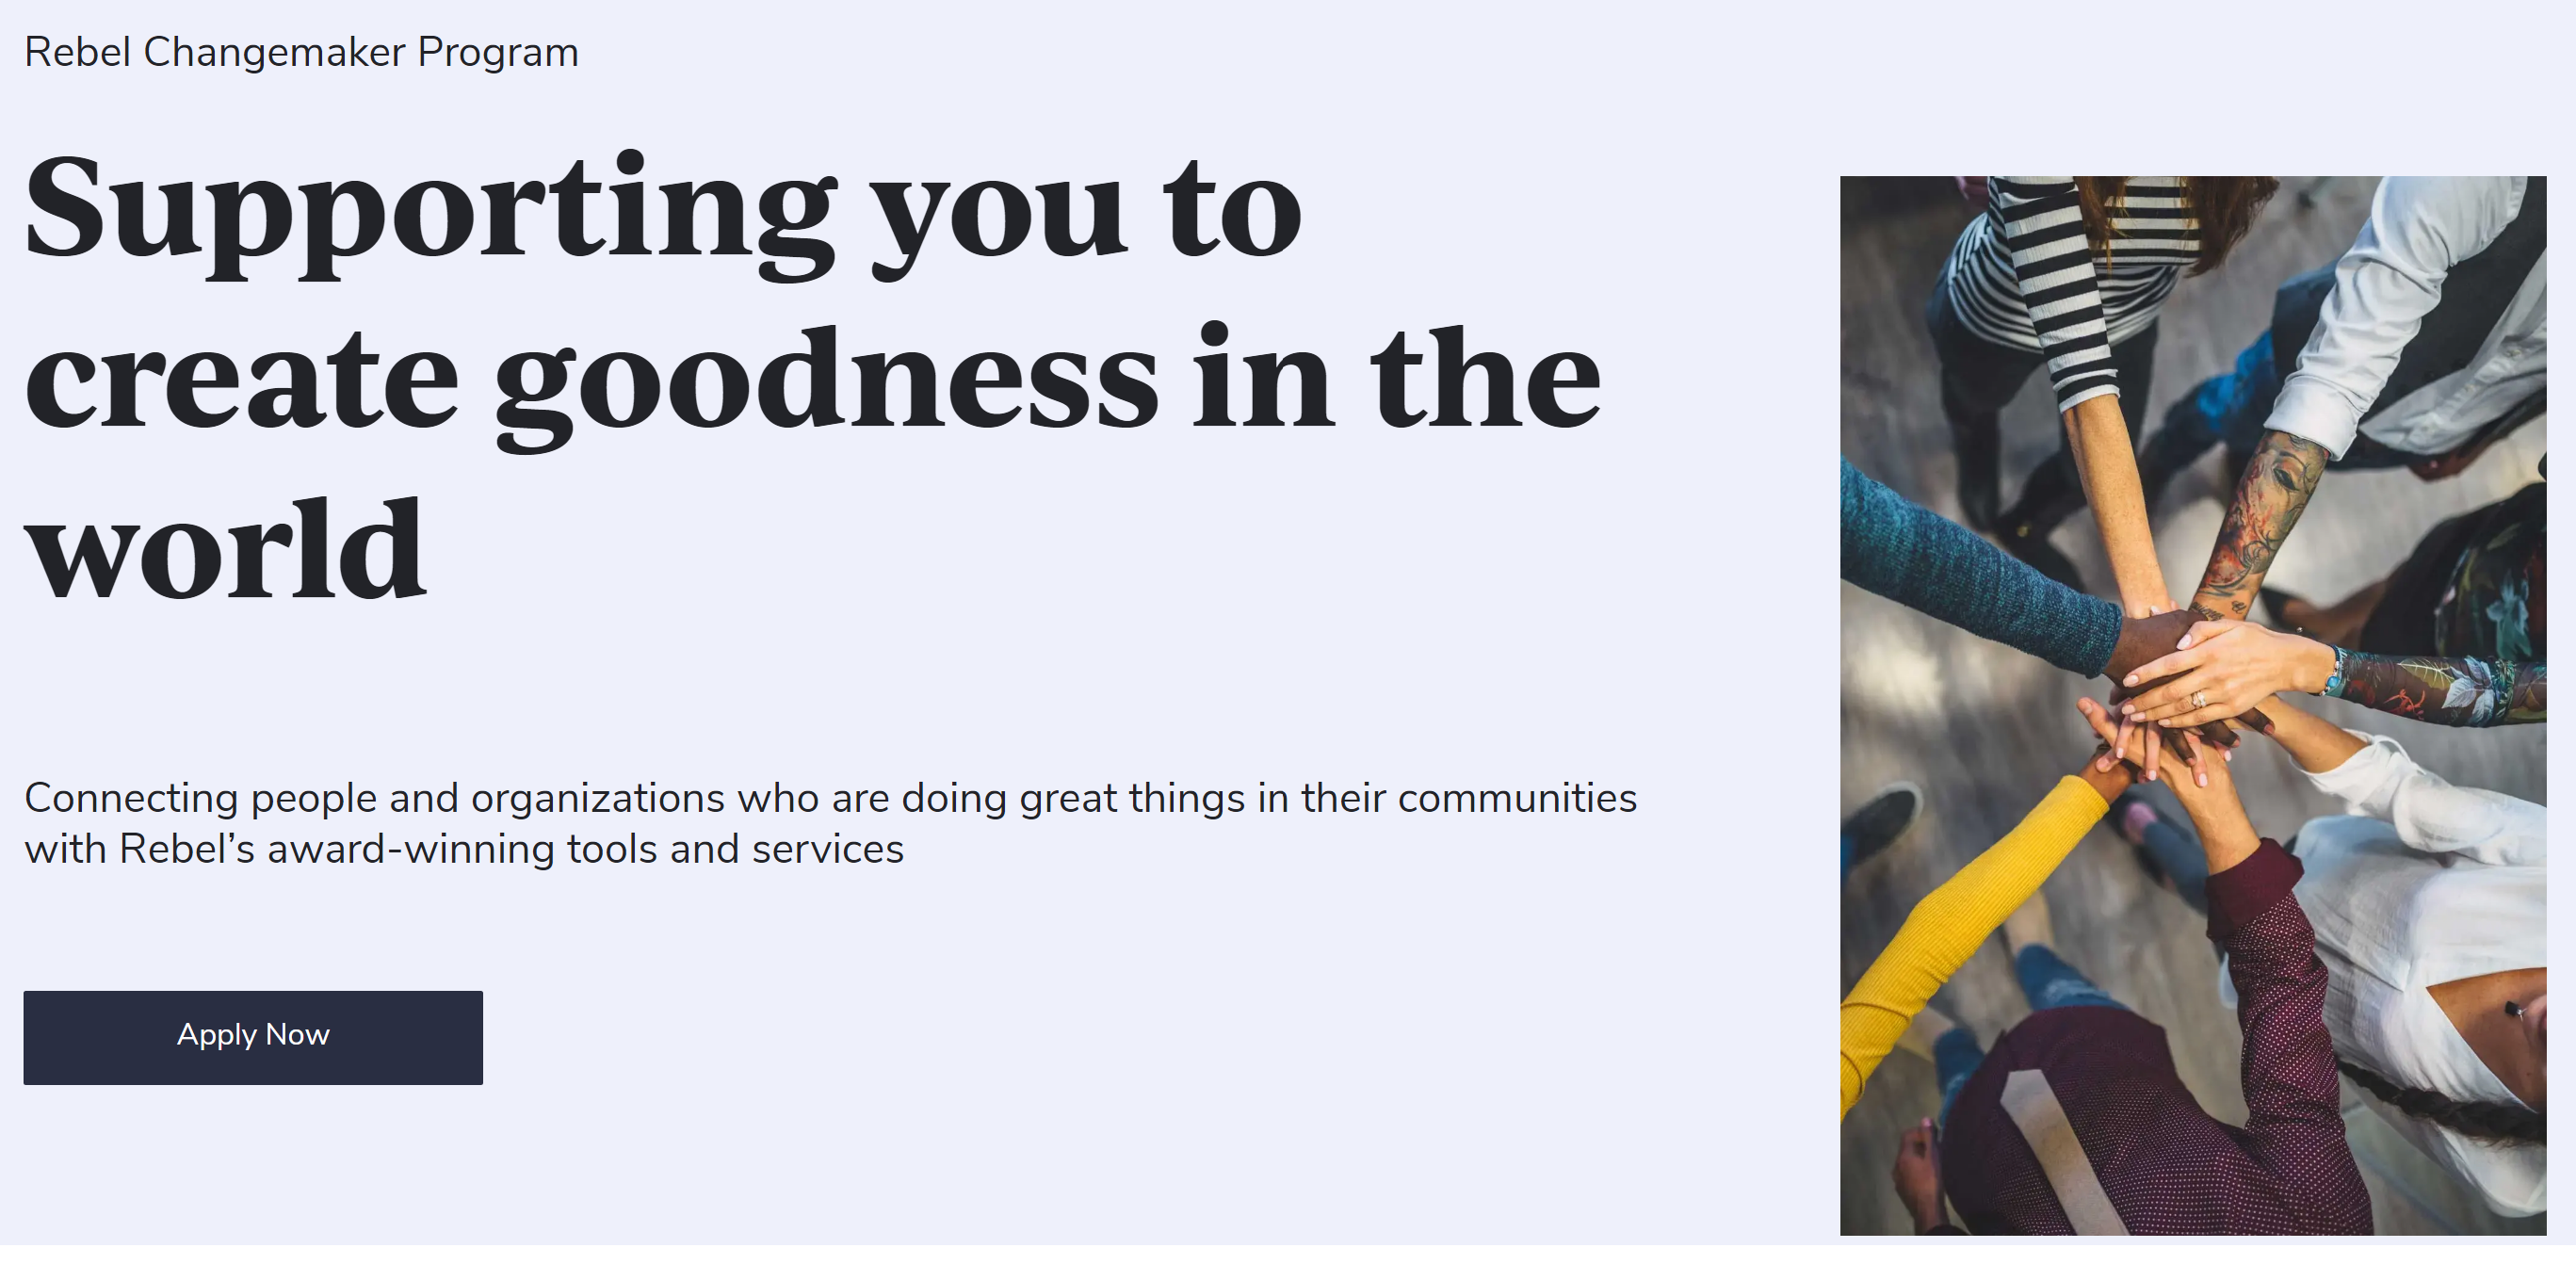 Rebel Changemaker Program
Supporting you to
create goodness in the
world
Connecting people and organizations who are doing great things in their communities
with Rebel’s award-winning tools and services
Apply Now